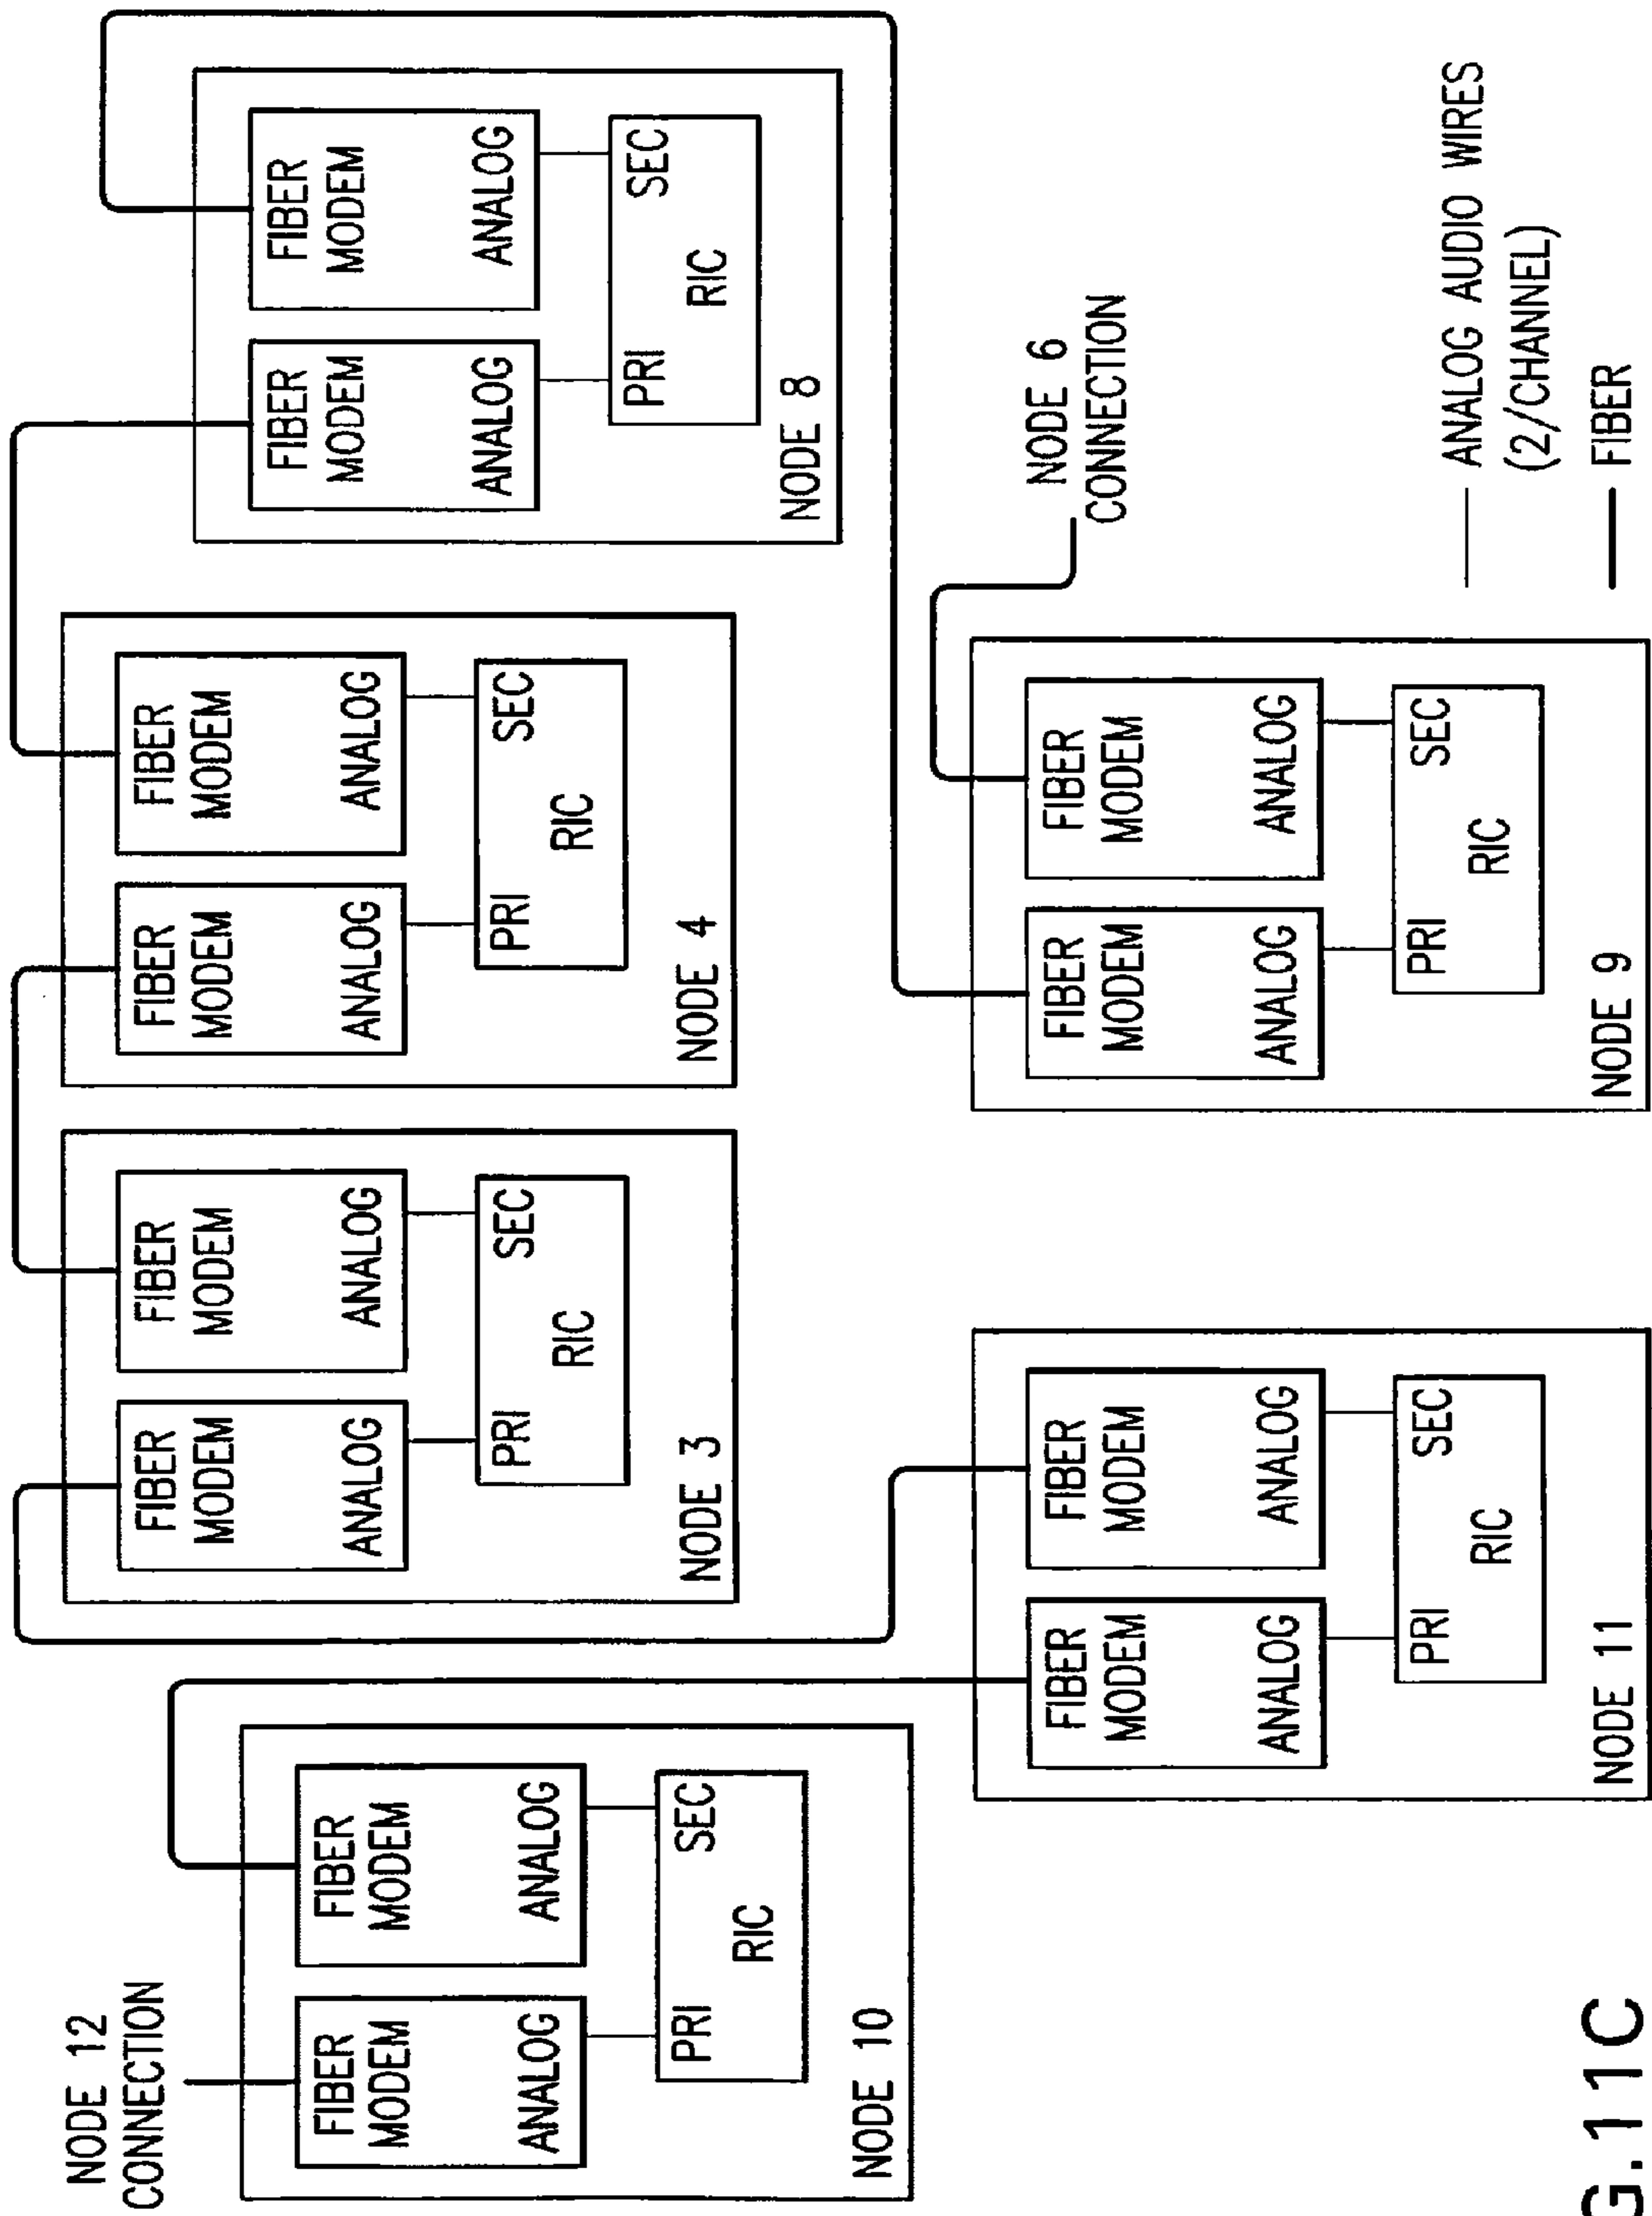 NODE 12
CONNECTION
FIBER
MODEM
ANALOG
FIBER
MODEM
ANALOG
PRI
SEC
RIC
NODE 10
FIBER
MODEM
ANALOG
FIBER
MODEM
ANALOG
PRI
SEC
RIC
NODE 3
FIBER
MODEM
ANALOG
FIBER
MODEM
ANALOG
PRI
SEC
RIC
NODE 4
FIBER
MODEM
ANALOG
FIBER
MODEM
ANALOG
PRI
SEC
RIC
NODE 8
FIBER
MODEM
ANALOG
FIBER
MODEM
ANALOG
PRI
SEC
RIC
NODE 11
FIBER
MODEM
ANALOG
FIBER
MODEM
ANALOG
PRI
SEC
RIC
NODE 9
NODE 6
CONNECTION
ANALOG AUDIO WIRES
(2/CHANNEL)
FIBER
G.11C